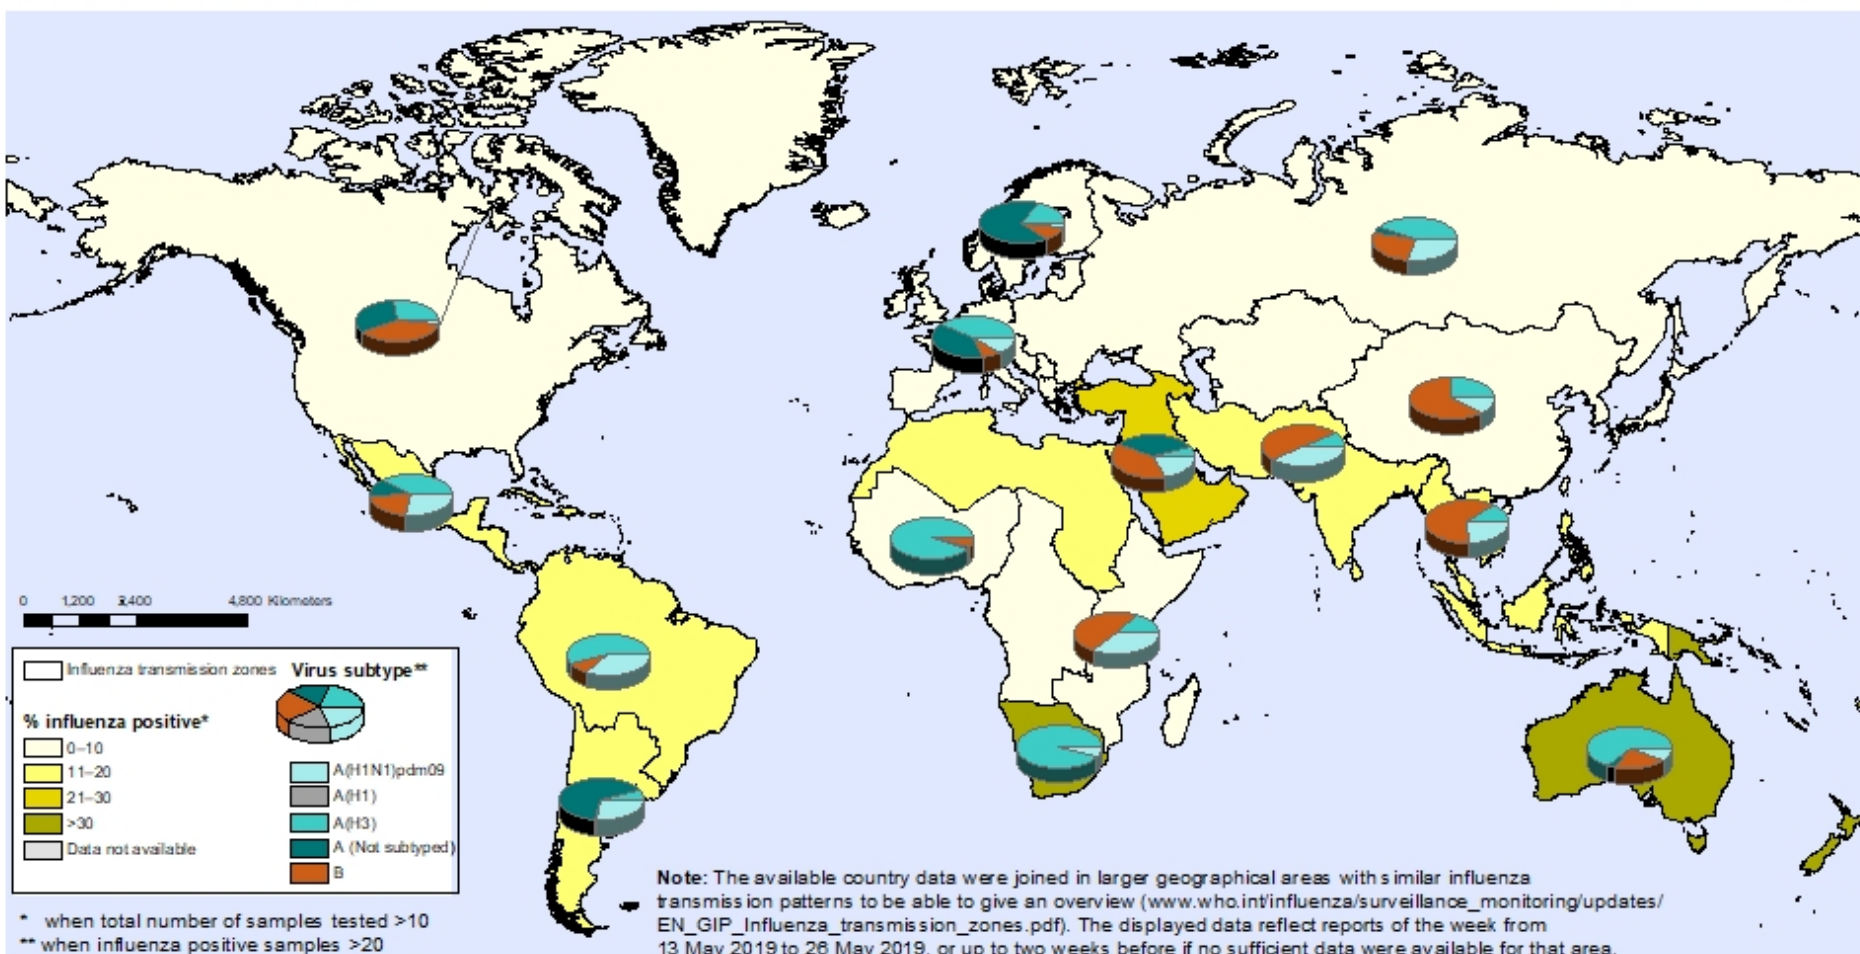 0 1,200 2,400 4,800 Kilometers
Influenza transmission zones
Virus subtype**
% influenza positive*
0–10
11–20
21–30
>30
Data not available
A(H1N1)pdm09
A(H1)
A(H3)
A (Not subtyped)
B
* when total number of samples tested >10
** when influenza positive samples >20
Note: The available country data were joined in larger geographical areas with similar influenza
transmission patterns to be able to give an overview (www.who.int/influenza/surveillance_monitoring/updates/
EN_GIP_Influenza_transmission_zones.pdf). The displayed data reflect reports of the week from
13 May 2019 to 26 May 2019, or up to two weeks before if no sufficient data were available for that area.